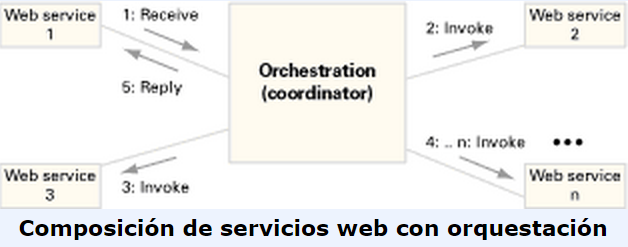 Web service
1
1: Receive
5: Reply
Orchestration
(coordinator)
2: Invoke
Web service
2
Web service
3
3: Invoke
4: .. n: Invoke
•••
Web service
n
Composición de servicios web con orquestación